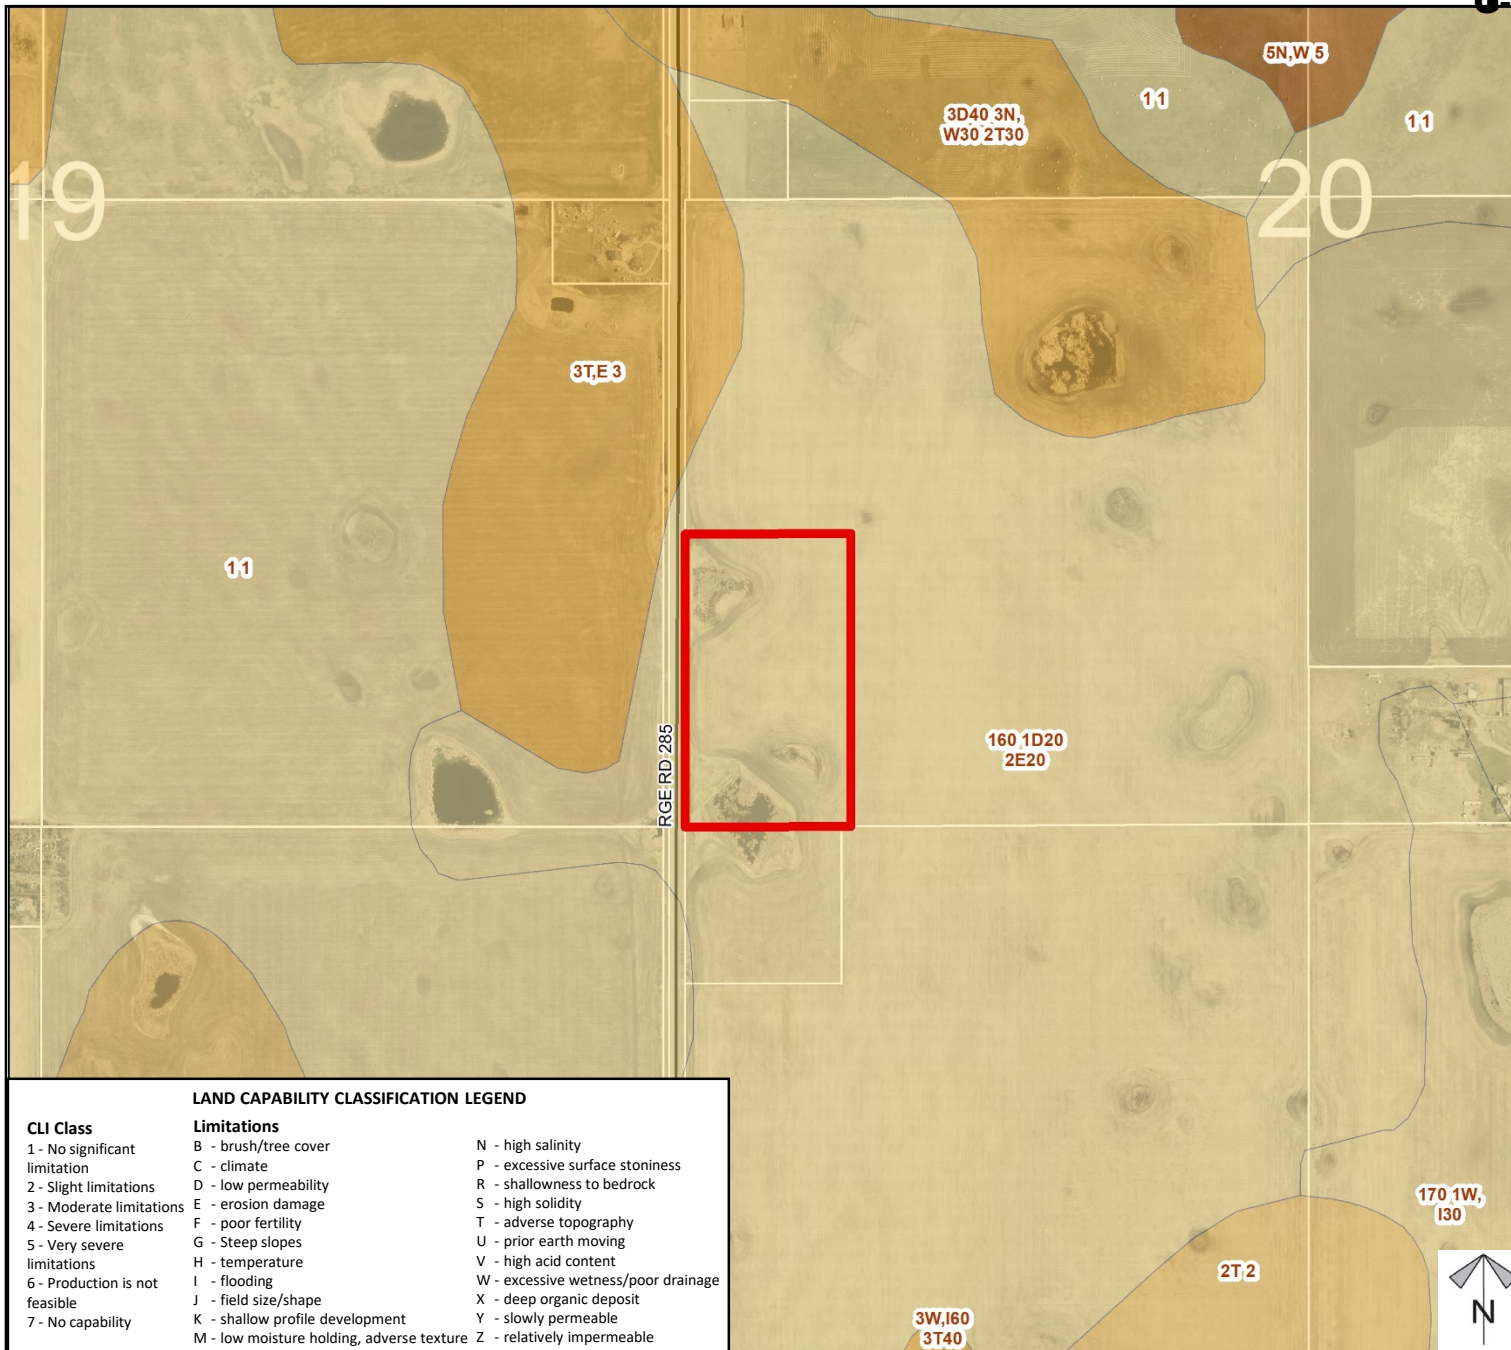 5N,W 5
1 1
1 1
3D40 3N,
W30 2T30
19
20
3T,E 3
1 1
RGE RD 285
160 1D20
2E20
170 1W,
I30
2T 2
3W,I60
3T40
N
LAND CAPABILITY CLASSIFICATION LEGEND
CLI Class
1 - No significant
limitation
2 - Slight limitations
3 - Moderate limitations
4 - Severe limitations
5 - Very severe
limitations
6 - Production is not
feasible
7 - No capability
Limitations
B - brush/tree cover
C - climate
D - low permeability
E - erosion damage
F - poor fertility
G - Steep slopes
H - temperature
I - flooding
J - field size/shape
K - shallow profile development
M - low moisture holding, adverse texture
N - high salinity
P - excessive surface stoniness
R - shallowness to bedrock
S - high solidity
T - adverse topography
U - prior earth moving
V - high acid content
W - excessive wetness/poor drainage
X - deep organic deposit
Y - slowly permeable
Z - relatively impermeable